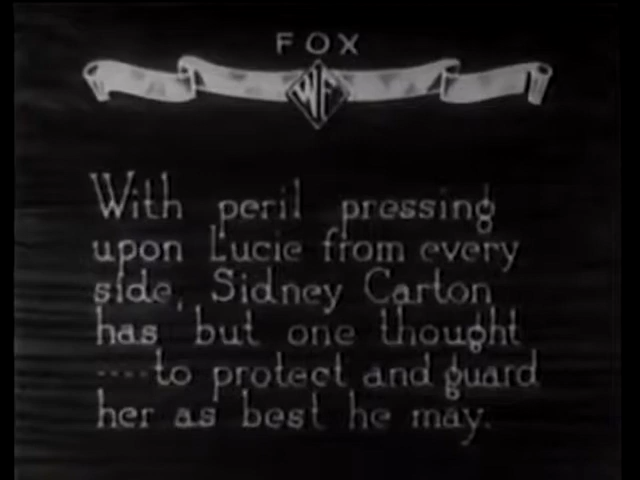 FOX
WF
With peril pressing
upon Lucie from every
side, Sidney Carton
has but one thought
----to protect and guard
her as best he may.